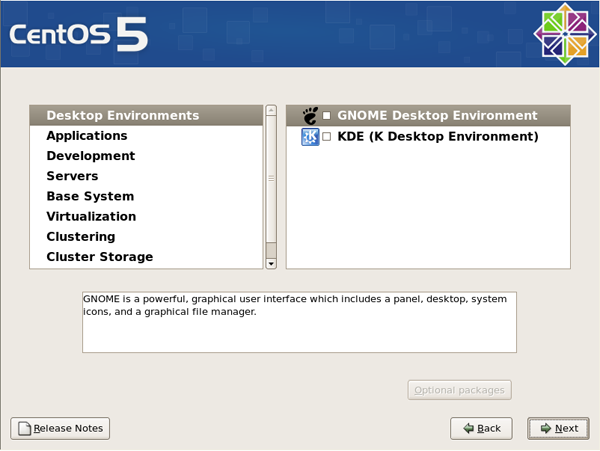 CentOS 5
Desktop Environments
Applications
Development
Servers
Base System
Virtualization
Clustering
Cluster Storage
GNOME Desktop Environment
KDE (K Desktop Environment)
GNOME is a powerful, graphical user interface which includes a panel, desktop, system
icons, and a graphical file manager.
Optional packages
Release Notes
Back
Next